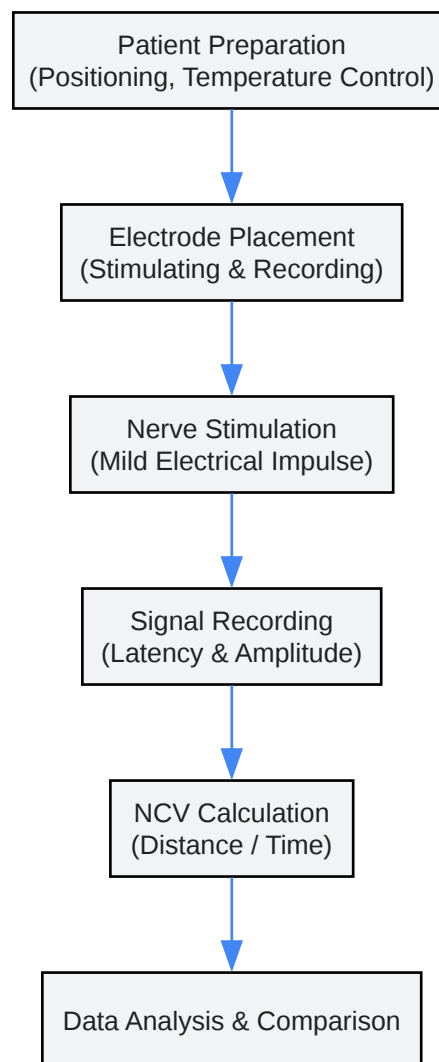 Patient Preparation
(Positioning, Temperature Control)
Electrode Placement
(Stimulating & Recording)
Nerve Stimulation
(Mild Electrical Impulse)
Signal Recording
(Latency & Amplitude)
NCV Calculation
(Distance / Time)
Data Analysis & Comparison